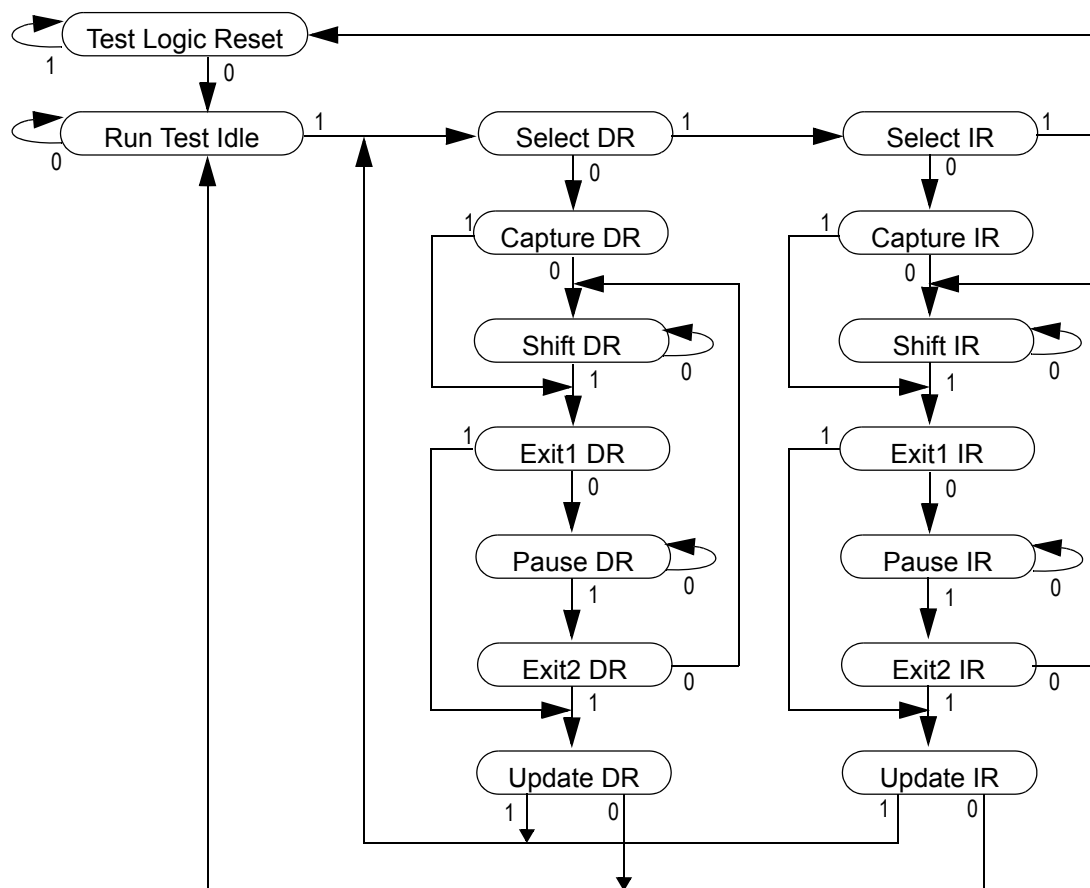 Test Logic Reset
1
0
Run Test Idle
1
0
Select DR
1
0
Select IR
1
0
Capture DR
1
0
Capture IR
1
0
Shift DR
0
1
Shift IR
0
1
Exit1 DR
1
0
Exit1 IR
1
0
Pause DR
0
1
Pause IR
0
1
Exit2 DR
0
1
Exit2 IR
0
1
Update DR
1
0
Update IR
1
0